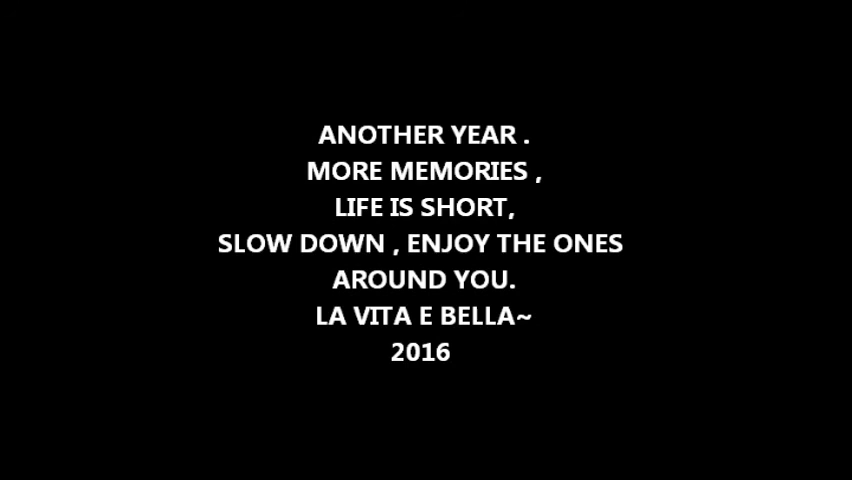 ANOTHER YEAR .
MORE MEMORIES ,
LIFE IS SHORT,
SLOW DOWN , ENJOY THE ONES
AROUND YOU.
LA VITA E BELLA~
2016